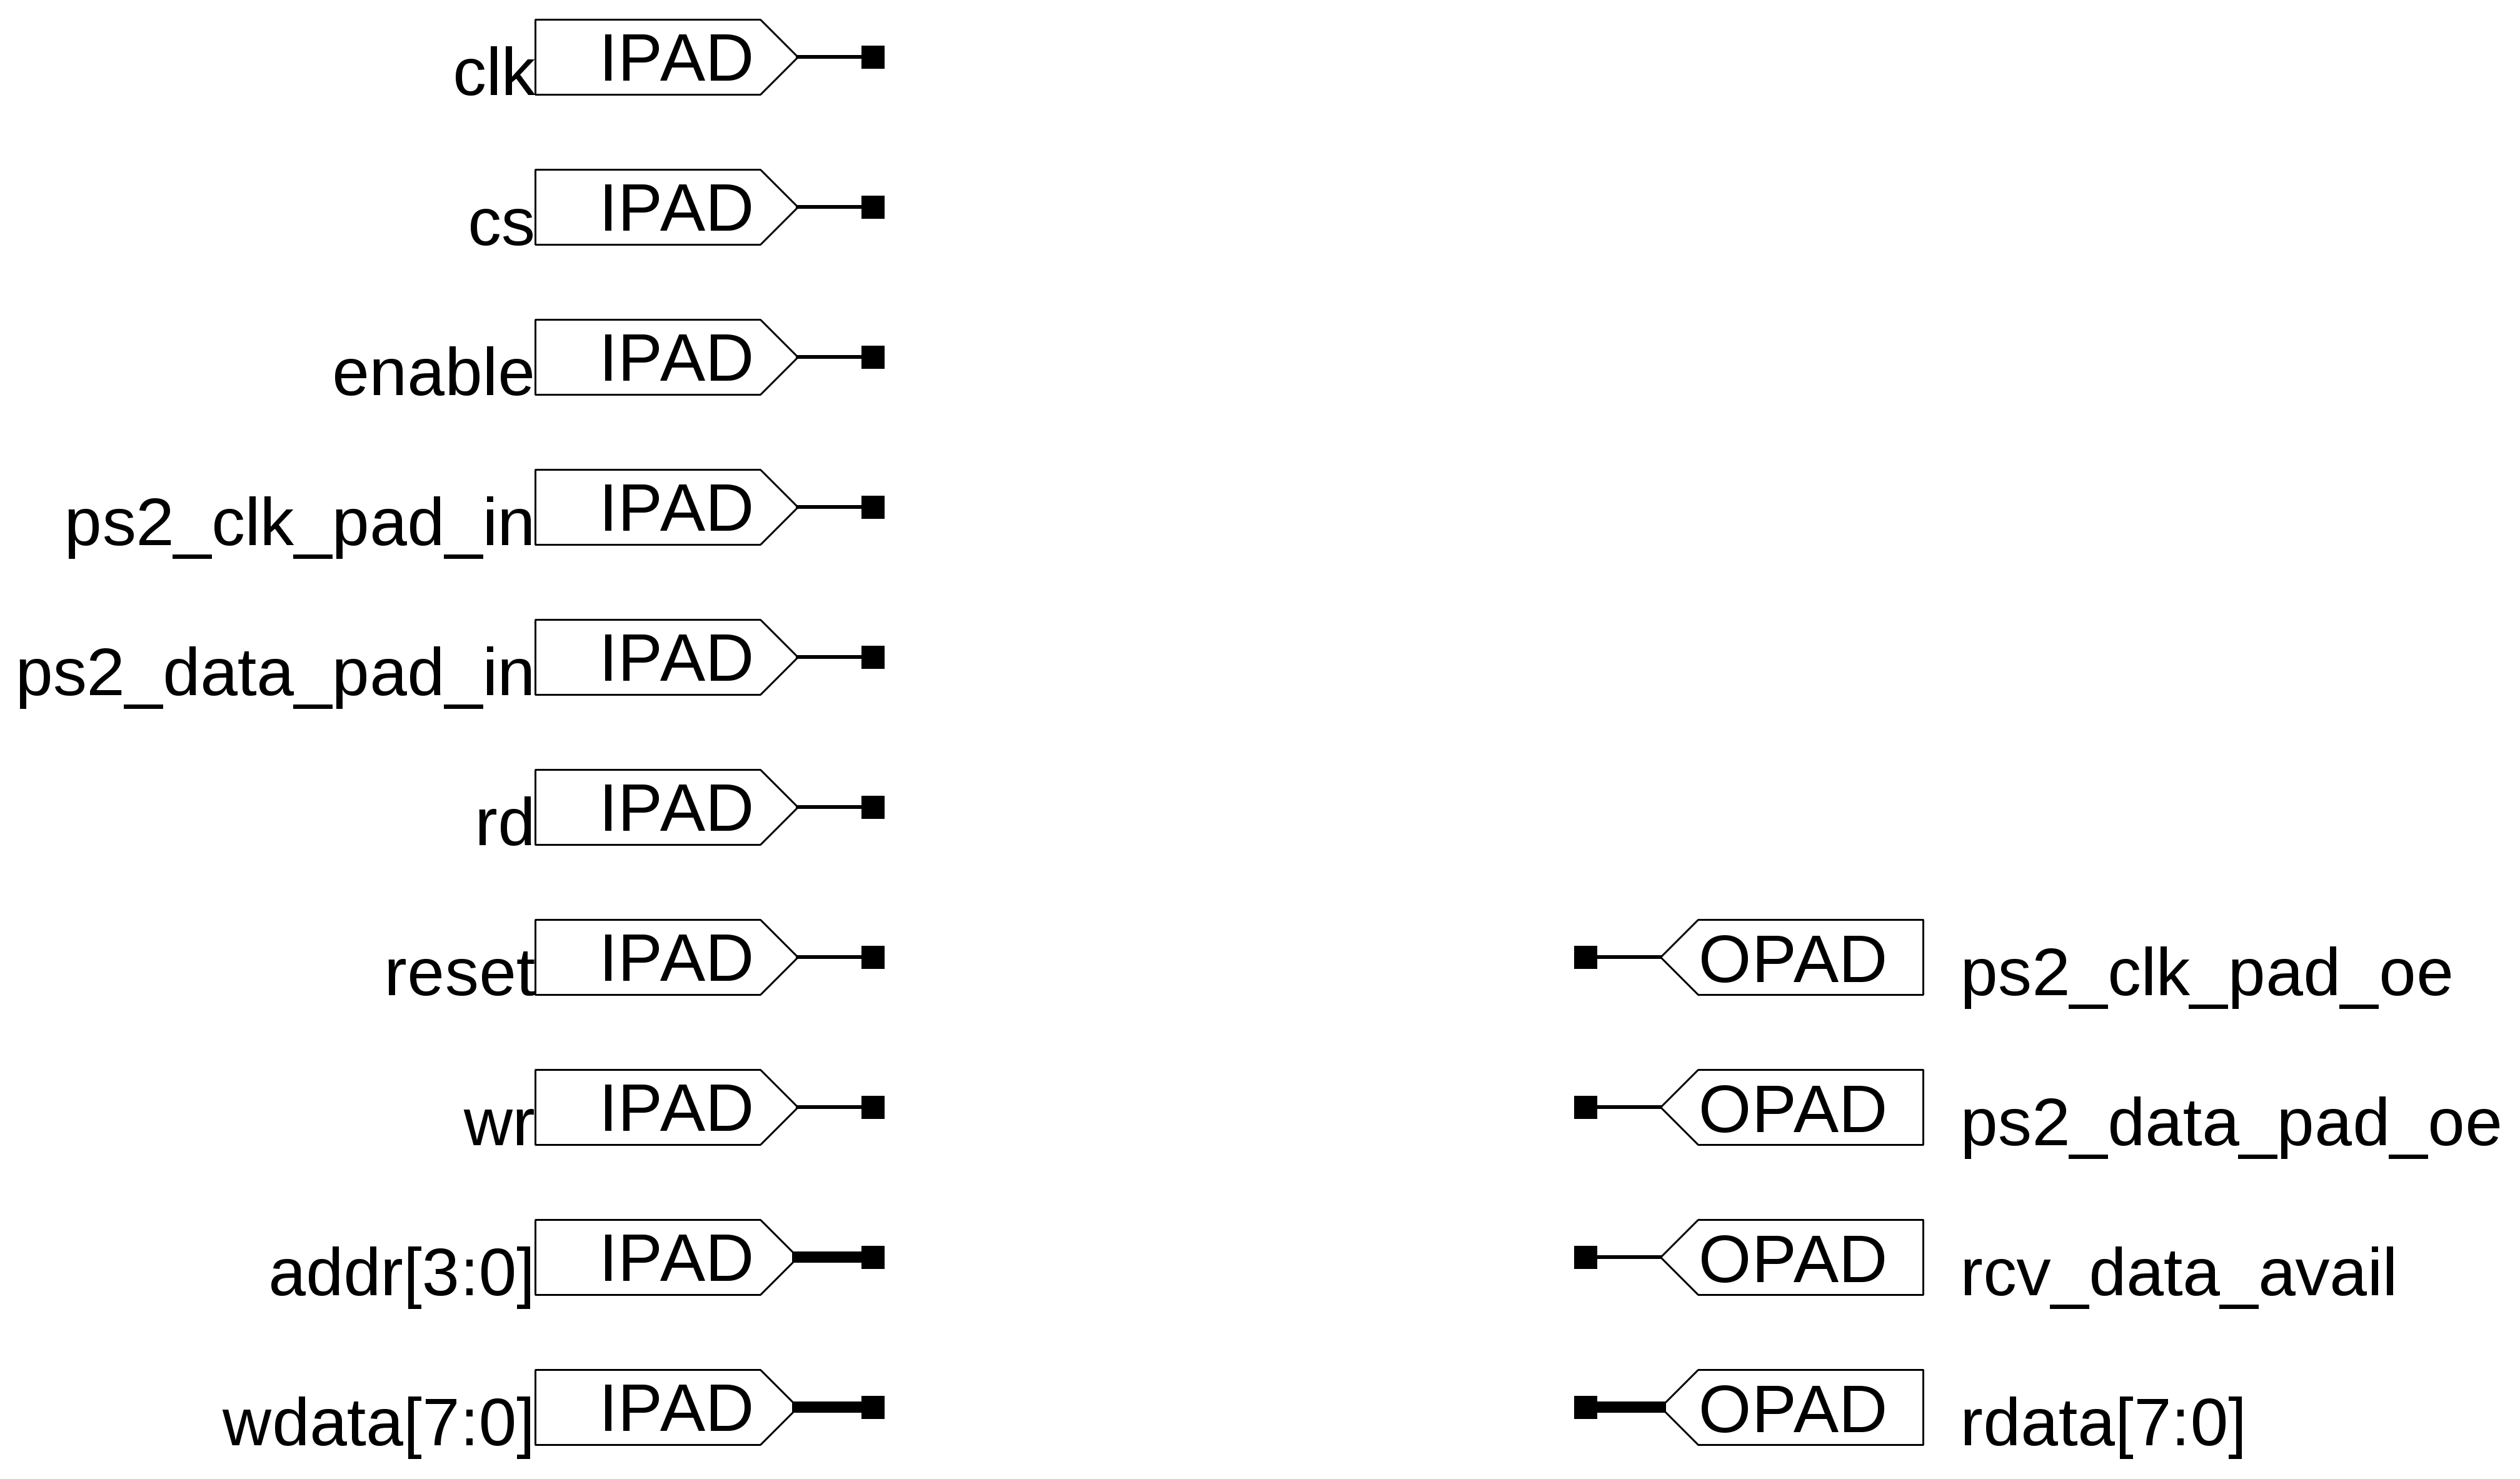 clk IPAD
cs IPAD
enable IPAD
ps2_clk_pad_in IPAD
ps2_data_pad_in IPAD
rd IPAD
reset IPAD OPAD ps2_clk_pad_oe
wr IPAD OPAD ps2_data_pad_oe
addr[3:0] IPAD OPAD rcv_data_avail
wdata[7:0] IPAD OPAD rdata[7:0]